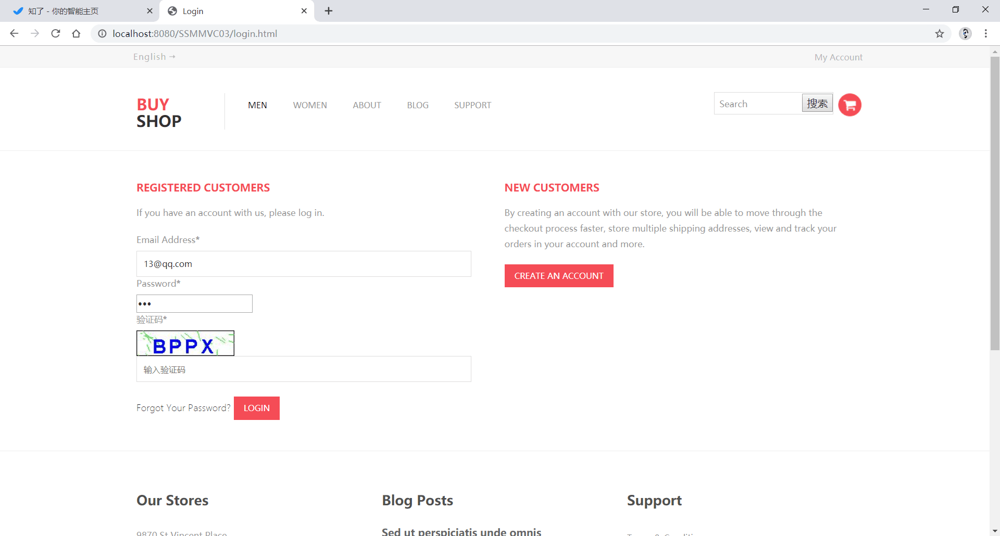 知了 - 你的智能主页
Login
localhost:8080/SSMMVC03/login.html
English
My Account
BUY
SHOP
MEN
WOMEN
ABOUT
BLOG
SUPPORT
Search
搜索
REGISTERED CUSTOMERS
If you have an account with us, please log in.
Email Address*
13@qq.com
Password*
•••
验证码*
BPPX
输入验证码
Forgot Your Password?
LOGIN
NEW CUSTOMERS
By creating an account with our store, you will be able to move through the
checkout process faster, store multiple shipping addresses, view and track your
orders in your account and more.
CREATE AN ACCOUNT
Our Stores
9870 St Vincent Place
Blog Posts
Sed ut perspiciatis unde omnis
Support